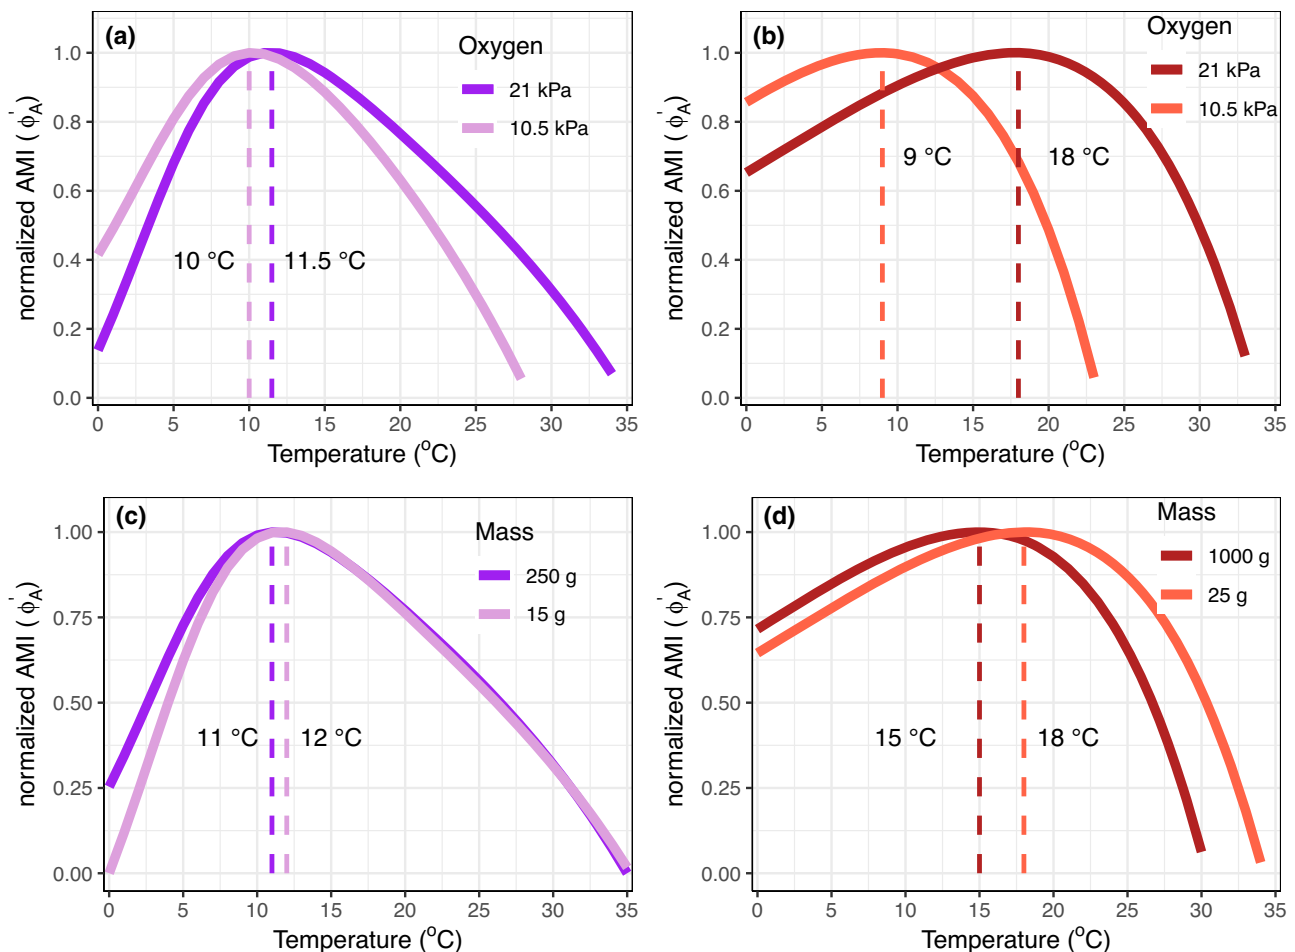 (a)
Oxygen
21 kPa
10.5 kPa
10 °C
11.5 °C
1.0
0.8
0.6
0.4
0.2
0.0
normalized AMI ( ϕ'A)
0 5 10 15 20 25 30 35
Temperature (°C)
(b)
Oxygen
21 kPa
10.5 kPa
9 °C
18 °C
1.0
0.8
0.6
0.4
0.2
0.0
normalized AMI ( ϕ'A)
0 5 10 15 20 25 30 35
Temperature (°C)
(c)
Mass
250 g
15 g
11 °C
12 °C
1.00
0.75
0.50
0.25
0.00
normalized AMI ( ϕ'A)
0 5 10 15 20 25 30 35
Temperature (°C)
(d)
Mass
1000 g
25 g
15 °C
18 °C
1.00
0.75
0.50
0.25
0.00
normalized AMI ( ϕ'A)
0 5 10 15 20 25 30 35
Temperature (°C)